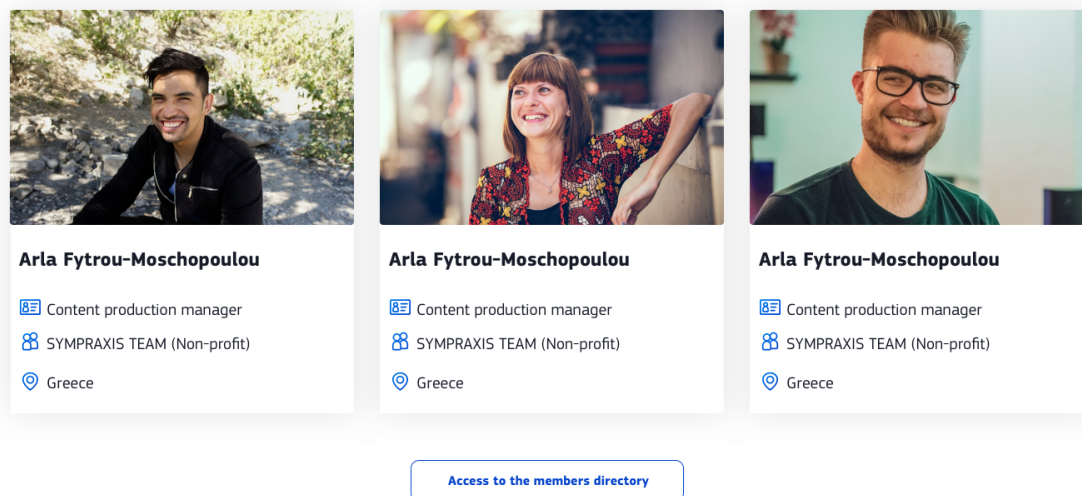 Arla Fytrou-Moschopoulou
Content production manager
SYMPRAXIS TEAM (Non-profit)
Greece
Arla Fytrou-Moschopoulou
Content production manager
SYMPRAXIS TEAM (Non-profit)
Greece
Arla Fytrou-Moschopoulou
Content production manager
SYMPRAXIS TEAM (Non-profit)
Greece
Access to the members directory